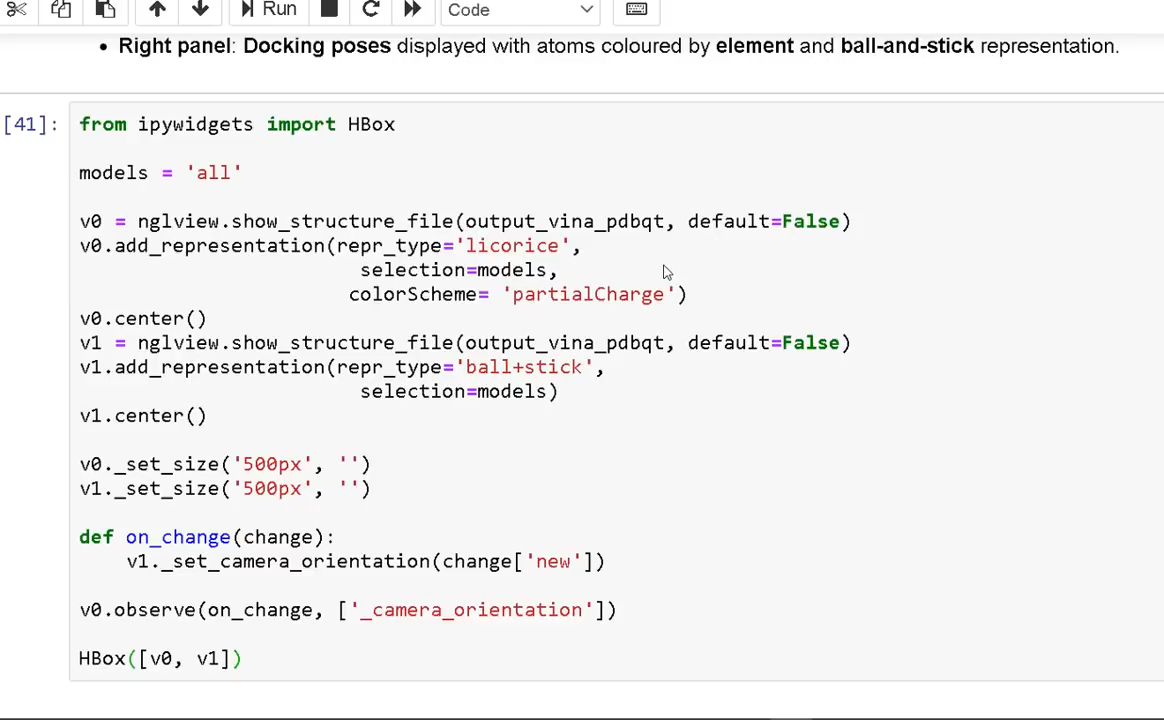 Run
Code
• Right panel: Docking poses displayed with atoms coloured by element and ball-and-stick representation.
[41]:
from ipywidgets import HBox
models = 'all'
v0 = nglview.show_structure_file(output_vina_pdbqt, default=False)
v0.add_representation(repr_type='licorice',
selection=models,
colorScheme= 'partialCharge')
v0.center()
v1 = nglview.show_structure_file(output_vina_pdbqt, default=False)
v1.add_representation(repr_type='ball+stick',
selection=models)
v1.center()
v0._set_size('500px', '')
v1._set_size('500px', '')
def on_change(change):
v1._set_camera_orientation(change['new'])
v0.observe(on_change, ['_camera_orientation'])
HBox([v0, v1])